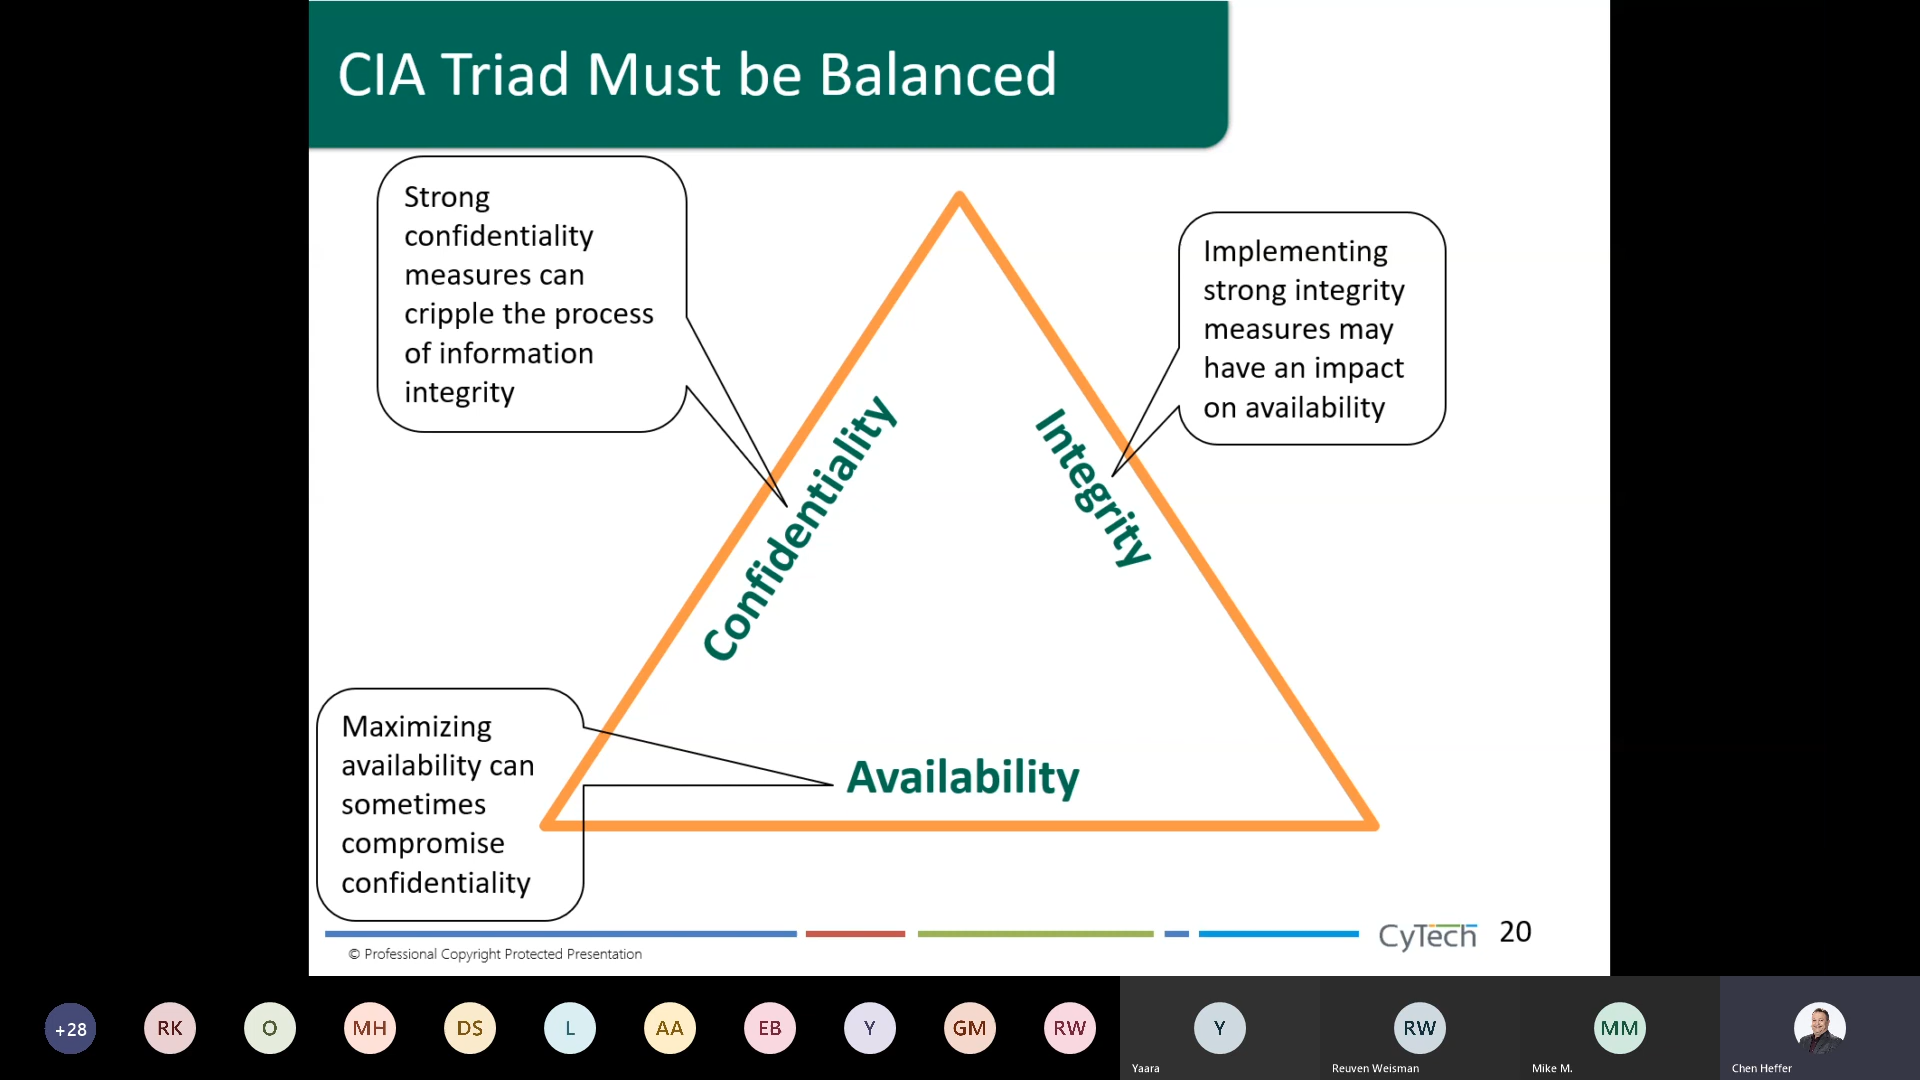 CIA Triad Must be Balanced
Strong
confidentiality
measures can
cripple the process
of information
integrity
Implementing
strong integrity
measures may
have an impact
on availability
Confidentiality
Integrity
Maximizing
availability can
sometimes
compromise
confidentiality
Availability
CyTech
20
© Professional Copyright Protected Presentation
+28
RK
O
MH
DS
L
AA
EB
Y
GM
RW
Y
RW
MM
Yaara
Reuven Weisman
Mike M.
Chen Heffer